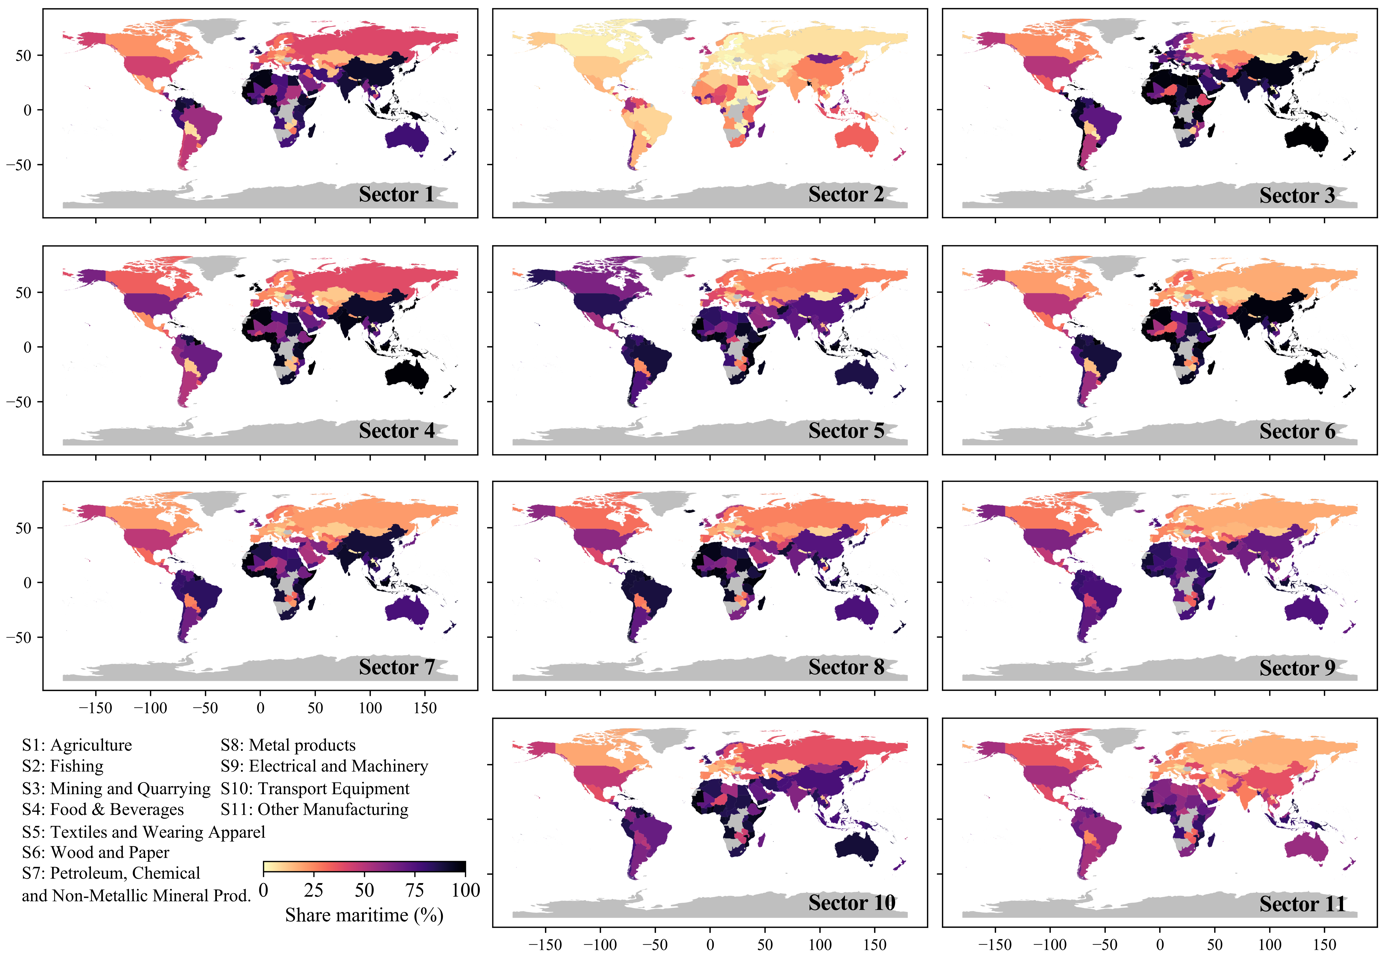 50
0
−50
Sector 1
Sector 2
Sector 3
50
0
−50
Sector 4
Sector 5
Sector 6
50
0
−50
Sector 7
Sector 8
Sector 9
−150 −100 −50 0 50 100 150
S1: Agriculture
S2: Fishing
S3: Mining and Quarrying
S4: Food & Beverages
S5: Textiles and Wearing Apparel
S6: Wood and Paper
S7: Petroleum, Chemical
and Non-Metallic Mineral Prod.
S8: Metal products
S9: Electrical and Machinery
S10: Transport Equipment
S11: Other Manufacturing
0 25 50 75 100
Share maritime (%)
Sector 10
Sector 11
−150 −100 −50 0 50 100 150
−150 −100 −50 0 50 100 150